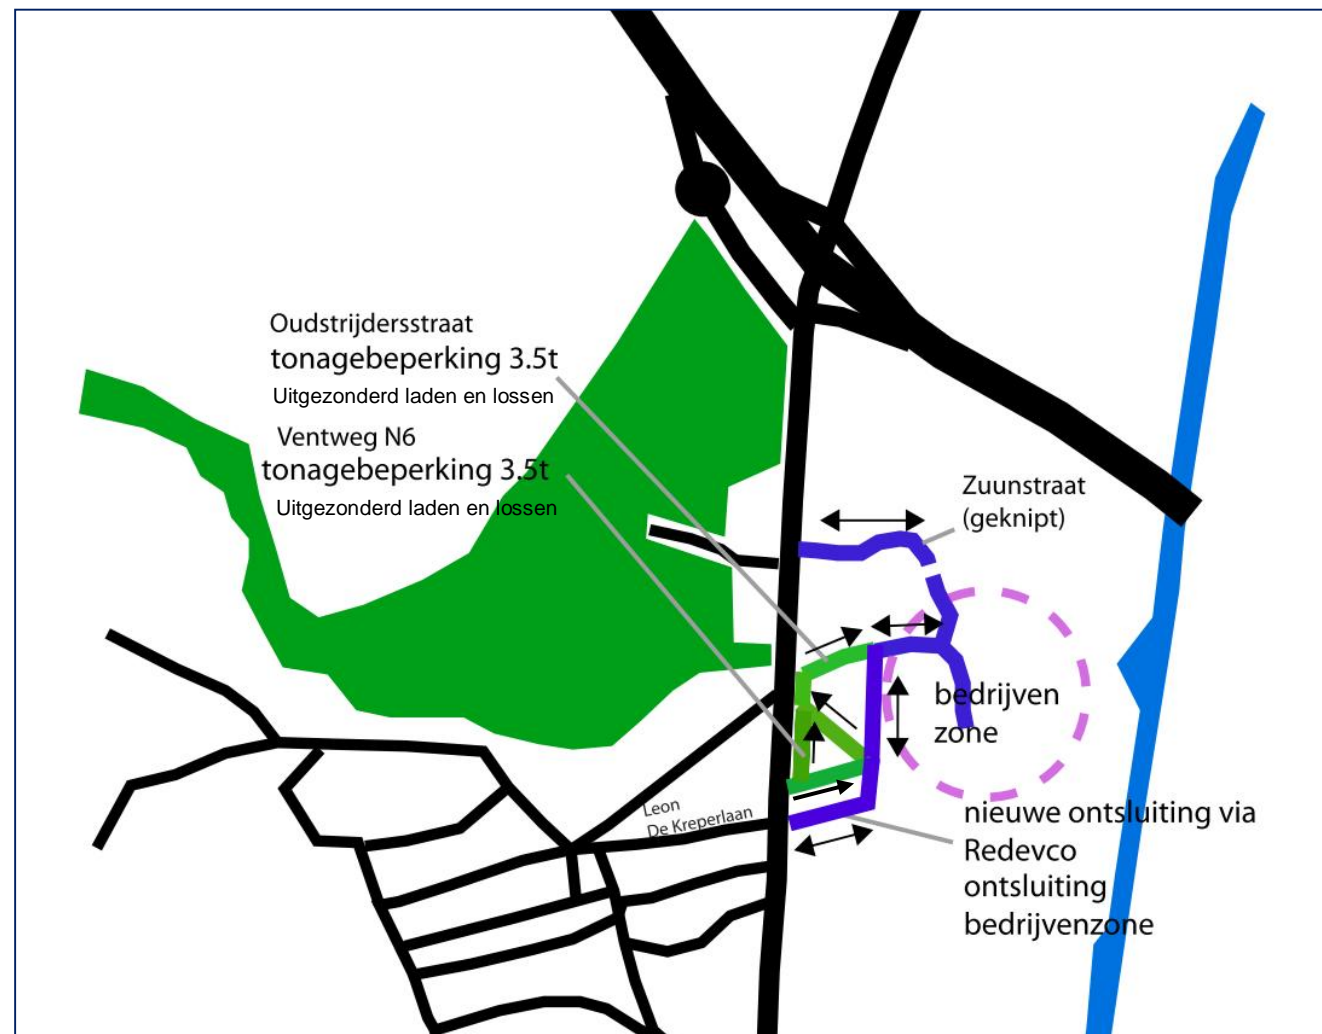 Oudstrijdersstraat
tonagebeperking 3.5t
Uitgezonderd laden en lossen
Ventweg N6
tonagebeperking 3.5t
Uitgezonderd laden en lossen
Zuunstraat
(geknipt)
bedrijven
zone
Leon
De Kreperlaan
nieuwe ontsluiting via
Redevco
ontsluiting
bedrijvenzone